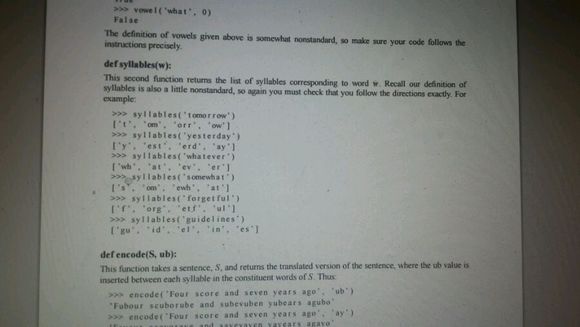 >>> vowel('what', 0)
False
The definition of vowels given above is somewhat nonstandard, so make sure your code follows the
instructions precisely.
def syllables(w):
This second function returns the list of syllables corresponding to word w. Recall our definition of
syllables is also a little nonstandard, so again you must check that you follow the directions exactly. For
example:
>>> syllables('tomorrow')
['t', 'om', 'orr', 'ow']
>>> syllables('yesterday')
['y', 'est', 'erd', 'ay']
>>> syllables('whatever')
['wh', 'at', 'ev', 'er']
>>> syllables('somewhat')
['s', 'om', 'ewh', 'at']
>>> syllables('forgetful')
['f', 'org', 'etf', 'ul']
>>> syllables('guidelines')
['gu', 'id', 'el', 'in', 'es']
def encode(S, ub):
This function takes a sentence, S, and returns the translated version of the sentence, where the ub value is
inserted between each syllable in the constituent words of S. Thus:
>>> encode('Four score and seven years ago', 'ub')
'Fubour scuborube and subevuben yubears agubo'
>>> encode('Four score and seven years ago', 'ay')
and sayevayen yayears agayo'